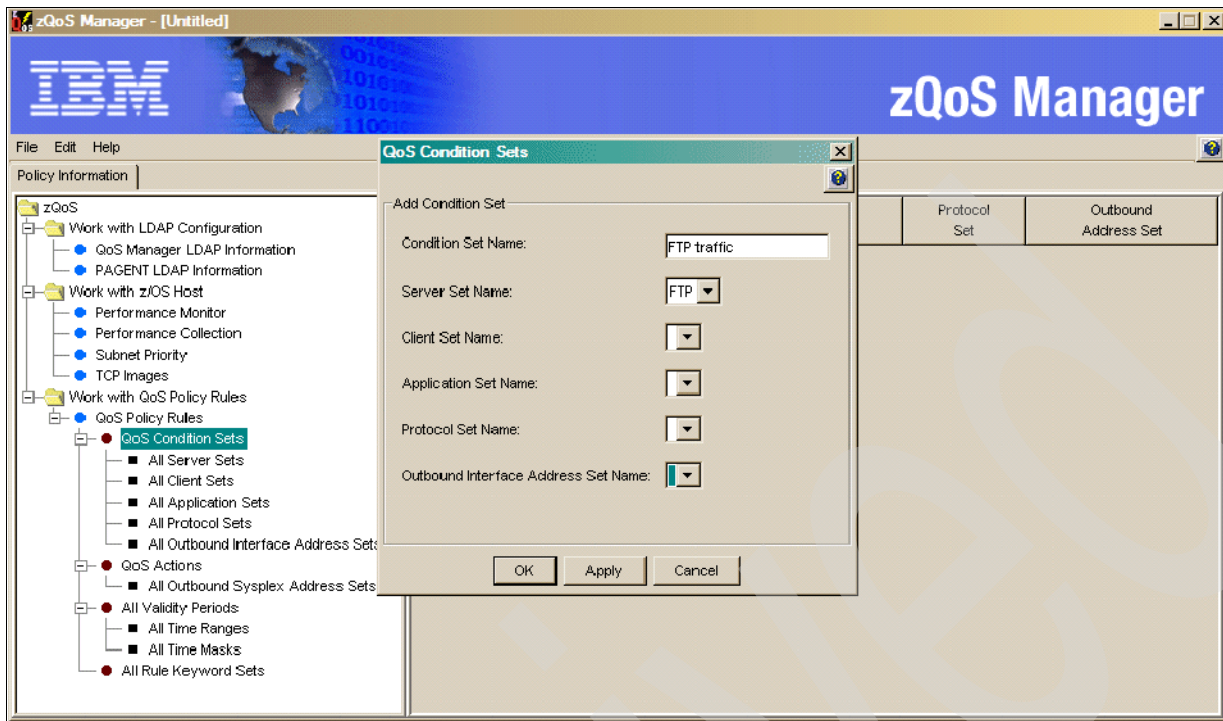 zQoS Manager - [Untitled]
IBM
zQoS Manager
File Edit Help
Policy Information
zQoS
Work with LDAP Configuration
QoS Manager LDAP Information
PAGENT LDAP Information
Work with z/OS Host
Performance Monitor
Performance Collection
Subnet Priority
TCP Images
Work with QoS Policy Rules
QoS Policy Rules
QoS Condition Sets
All Server Sets
All Client Sets
All Application Sets
All Protocol Sets
All Outbound Interface Address Sets
QoS Actions
All Outbound Sysplex Address Sets
All Validity Periods
All Time Ranges
All Time Masks
All Rule Keyword Sets
QoS Condition Sets
Add Condition Set
Condition Set Name: FTP traffic
Server Set Name: FTP
Client Set Name:
Application Set Name:
Protocol Set Name:
Outbound Interface Address Set Name:
OK Apply Cancel
Protocol
Set
Outbound
Address Set